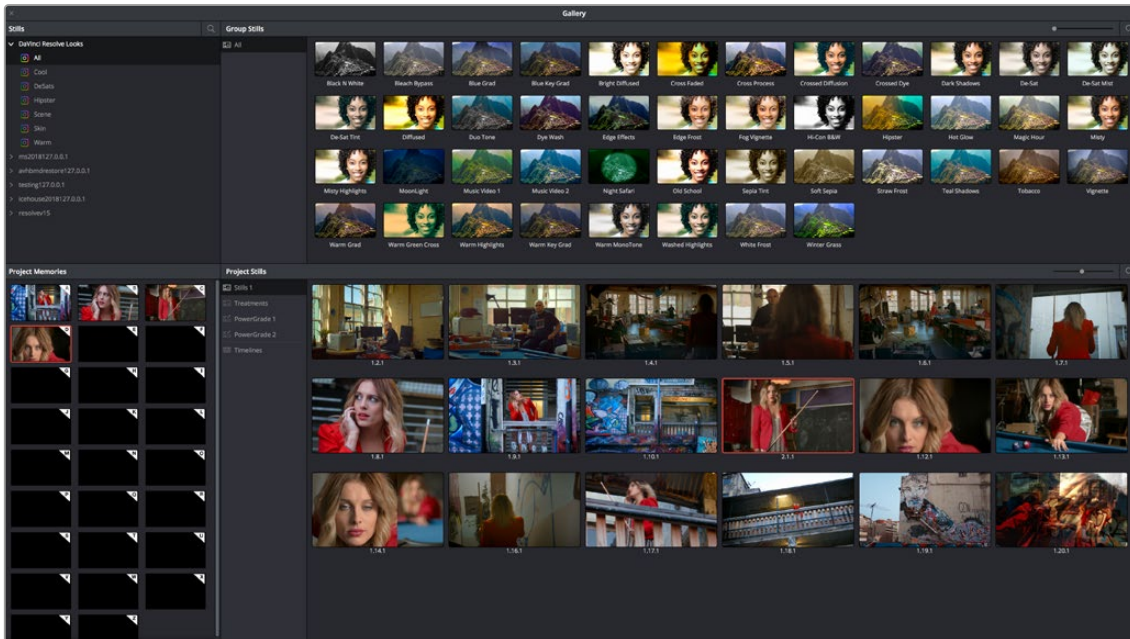 Gallery
Stills
Group Stills
DaVinci Resolve Looks
All
Cool
DeSats
Hipster
Scene
Skin
Warm
ms2018127.0.0.1
avhbmdrestore127.0.0.1
testing127.0.0.1
icehouse2018127.0.0.1
resolvev15
All
Black N White Bleach Bypass Blue Grad Blue Key Grad Bright Diffused Cross Faded Cross Process Crossed Diffusion Crossed Dye Dark Shadows De-Sat De-Sat Mist
De-Sat Tint Diffused Duo Tone Dye Wash Edge Effects Edge Frost Fog Vignette Hi-Con B&W Hipster Hot Glow Magic Hour Misty
Misty Highlights MoonLight Music Video 1 Music Video 2 Night Safari Old School Sepia Tint Soft Sepia Straw Frost Teal Shadows Tobacco Vignette
Warm Grad Warm Green Cross Warm Highlights Warm Key Grad Warm MonoTone Washed Highlights White Frost Winter Grass
Project Memories
Project Stills
Stills 1
Treatments
PowerGrade 1
PowerGrade 2
Timelines
1.2.1 1.3.1 1.4.1 1.5.1 1.6.1 1.7.1
1.8.1 1.9.1 1.10.1 2.1.1 1.12.1 1.13.1
1.14.1 1.16.1 1.17.1 1.18.1 1.19.1 1.20.1